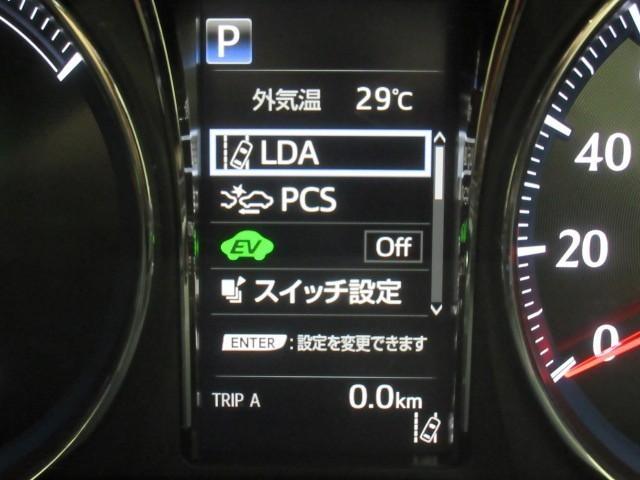 P
外気温 29℃
LDA
PCS
EV Off
スイッチ設定
ENTER :設定を変更できます
TRIP A 0.0km
40
20
0